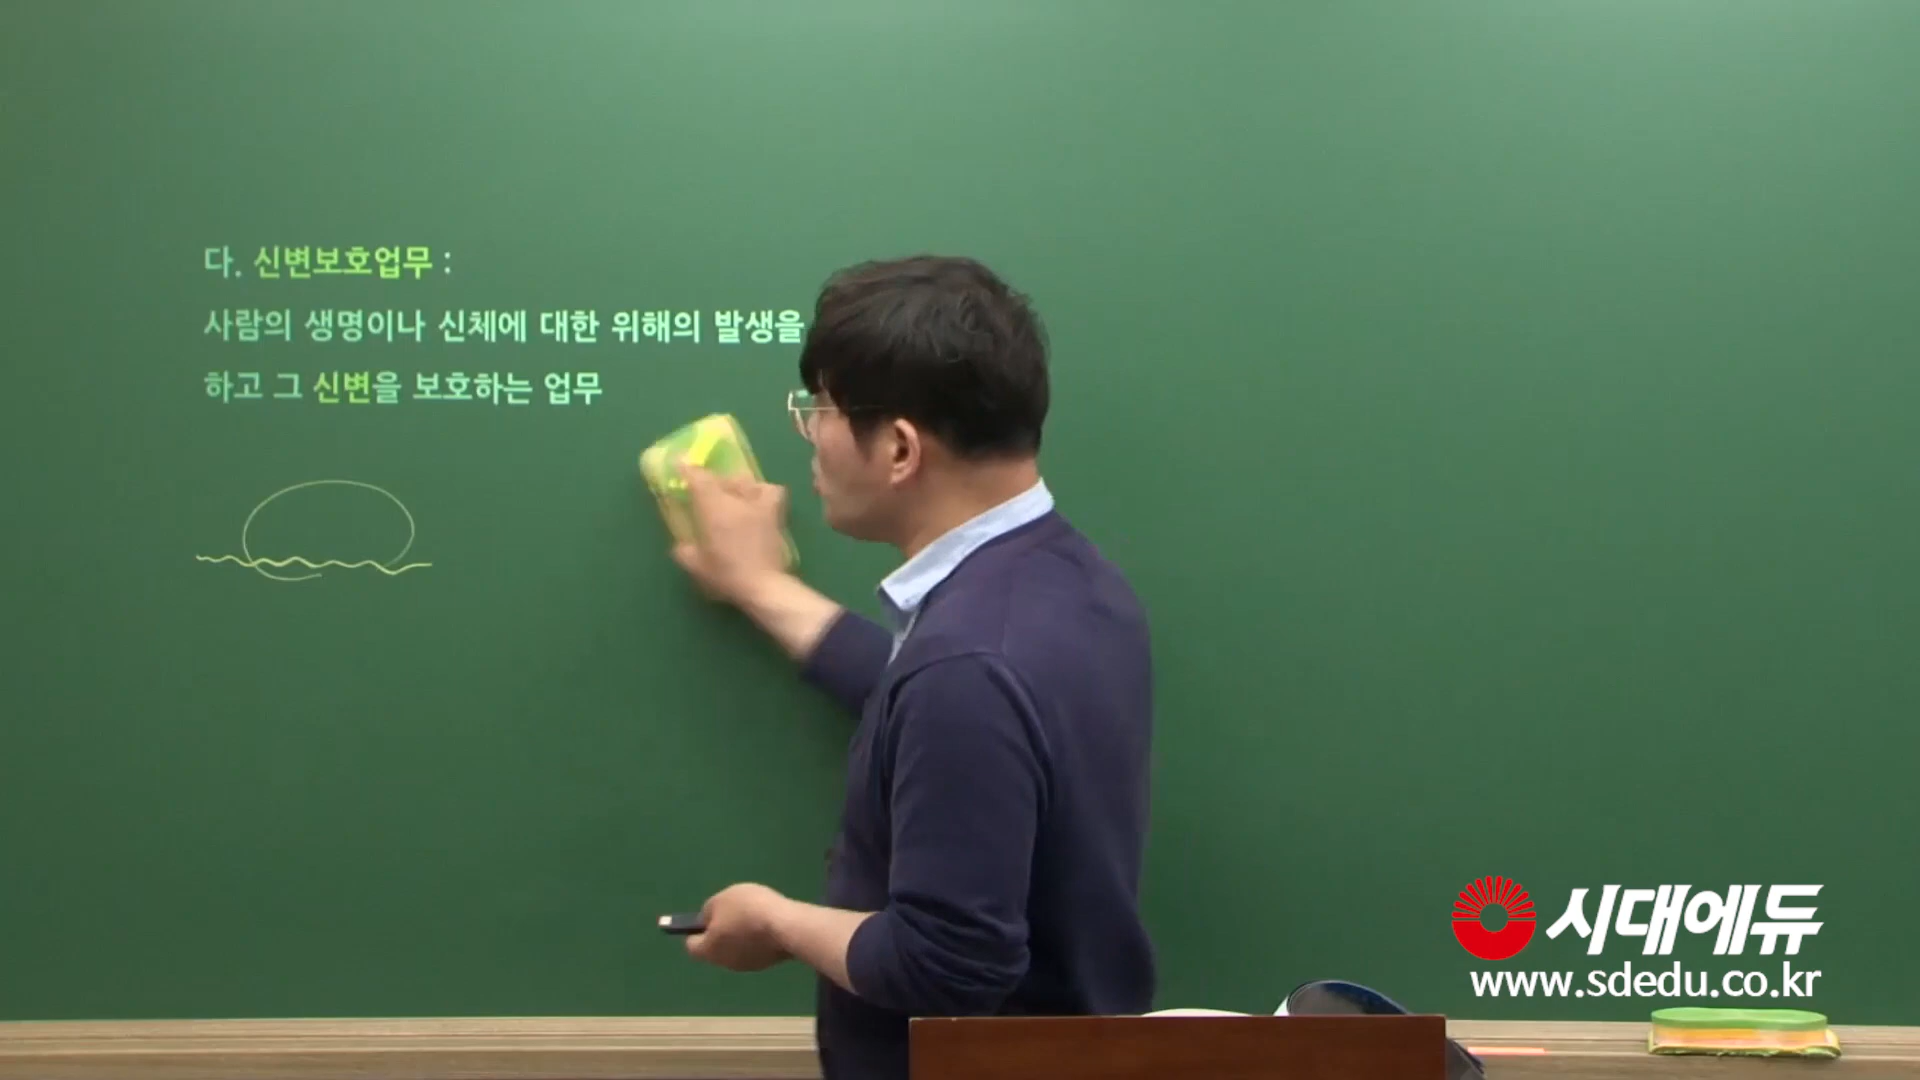 다. 신변보호업무 :
사람의 생명이나 신체에 대한 위해의 발생을
하고 그 신변을 보호하는 업무
시대에듀
www.sdedu.co.kr